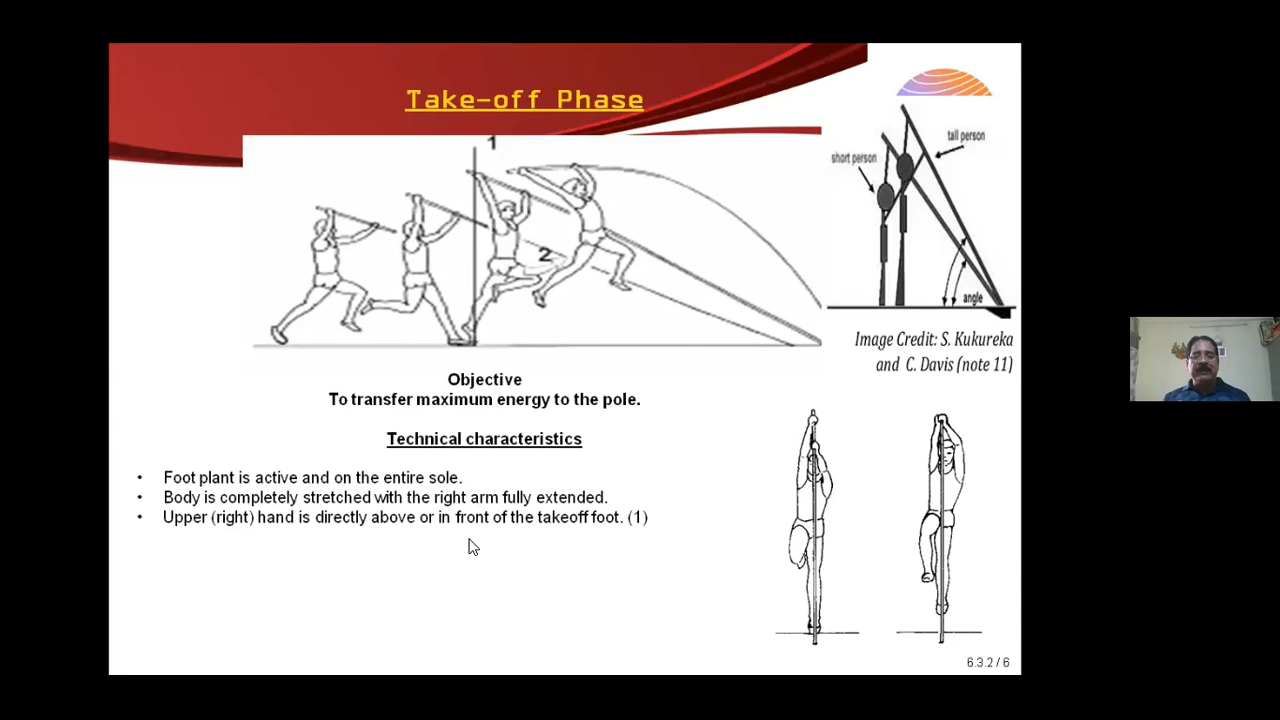 Take-off Phase
1
2
short person
tall person
angle
Image Credit: S. Kukureka
and C. Davis (note 11)
Objective
To transfer maximum energy to the pole.
Technical characteristics
• Foot plant is active and on the entire sole.
• Body is completely stretched with the right arm fully extended.
• Upper (right) hand is directly above or in front of the takeoff foot. (1)
6.3.2 / 6